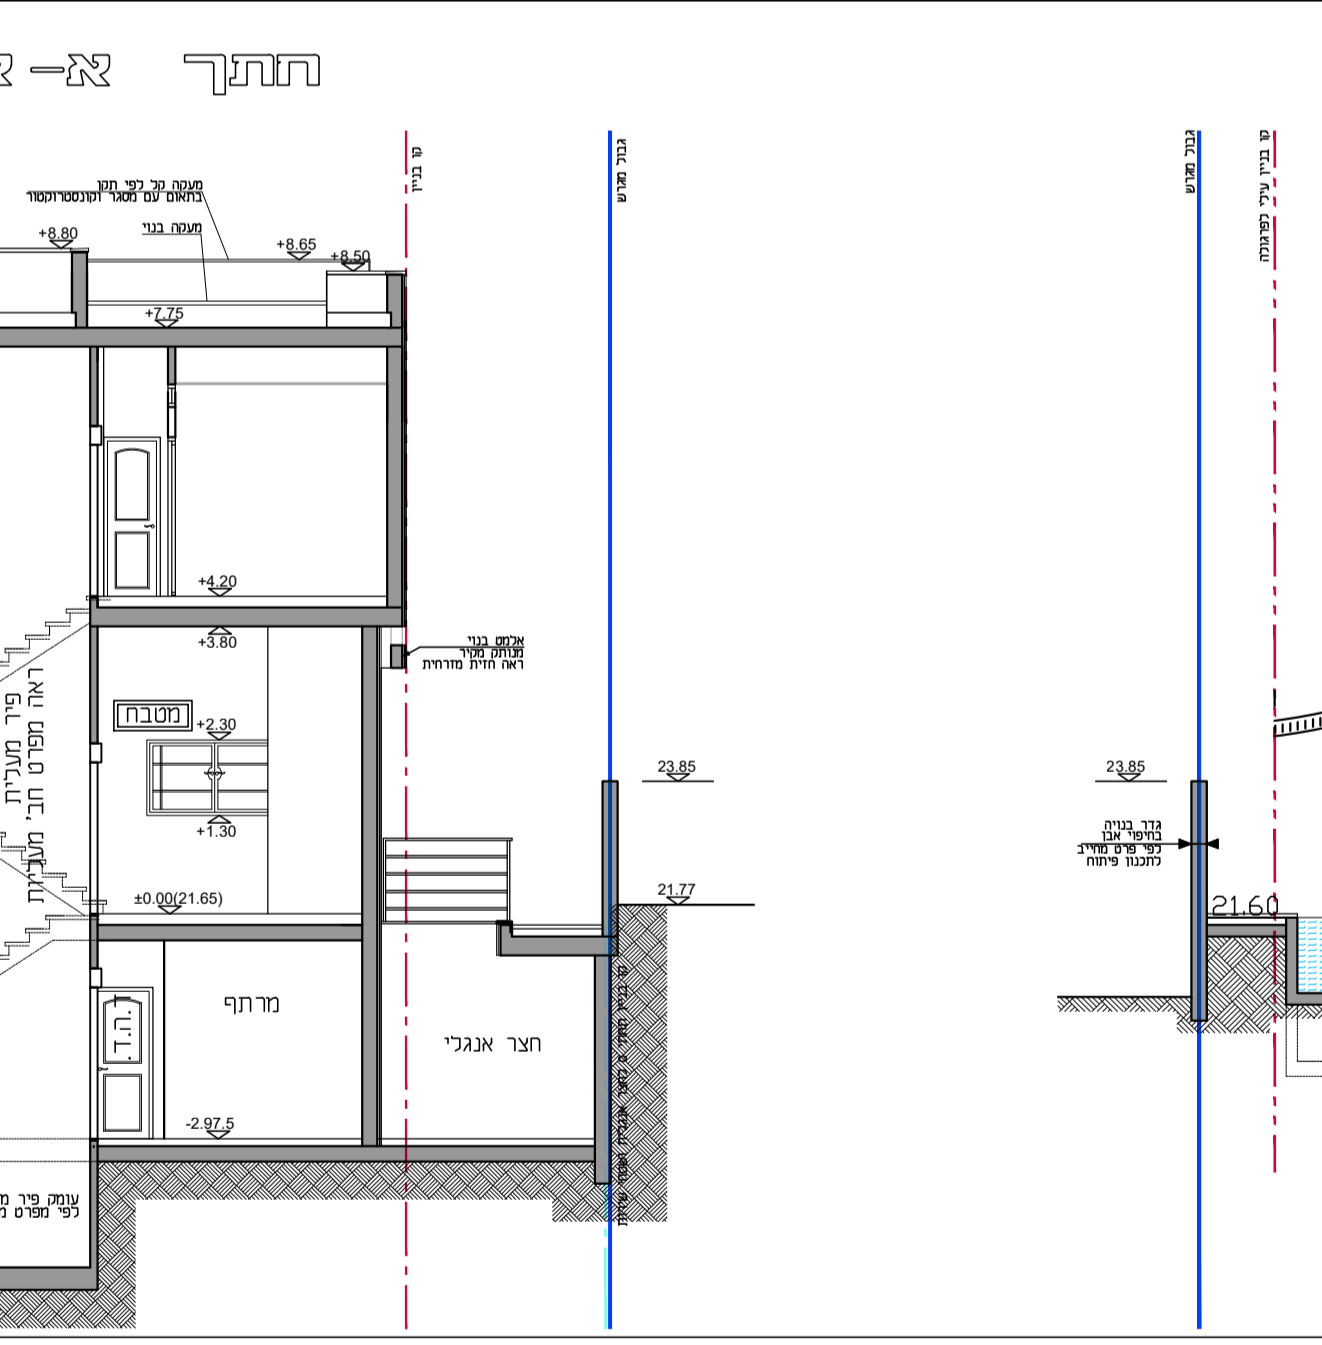 חתך א-א
קו בניין
גבול מגרש
גבול מגרש
קו בניין עילי לפרגולה
מעקה קל לפי תקן
בתאום עם מסגר וקונסטרוקטור
מעקה בנוי
+8.80
+8.65
+8.50
+7.75
+4.20
+3.80
אלמט בנוי
מנותק מקיר
ראה חזית מזרחית
פיר מעלית
ראה מפרט חב' מעליות
מטבח
+2.30
+1.30
23.85
23.85
גדר בנויה
בחיפוי אבן
לפי פרט מחייב
לתכנון פיתוח
±0.00(21.65)
21.77
21.60
מרתף
ד.ה.ד.
חצר אנגלי
קו בניין
-2.97.5
עומק פיר
לפי מפרט